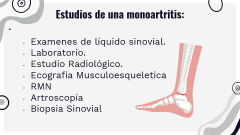 Estudios de una monoartritis:
Examenes de líquido sinovial.
Laboratorio.
Estudio Radiológico.
Ecografía Musculoesqueletica
RMN
Artroscopía
Biopsia Sinovial